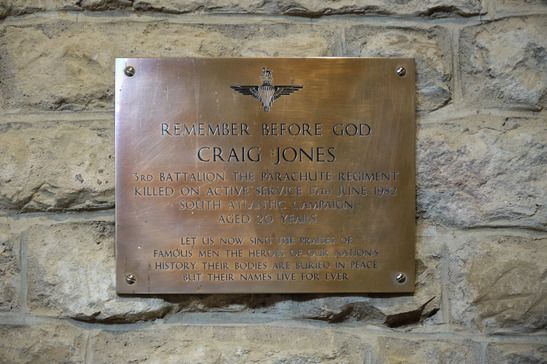 REMEMBER BEFORE GOD
CRAIG JONES
3RD BATTALION THE PARACHUTE REGIMENT
KILLED ON ACTIVE SERVICE JUNE 1982
SOUTH ATLANTIC CAMPAIGN
AGED 20 YEARS
LET US NOW SING THE PRAISES OF
FAMOUS MEN THE HEROES OF OUR NATION'S
HISTORY. THEIR BODIES ARE BURIED IN PEACE
BUT THEIR NAMES LIVE FOR EVER